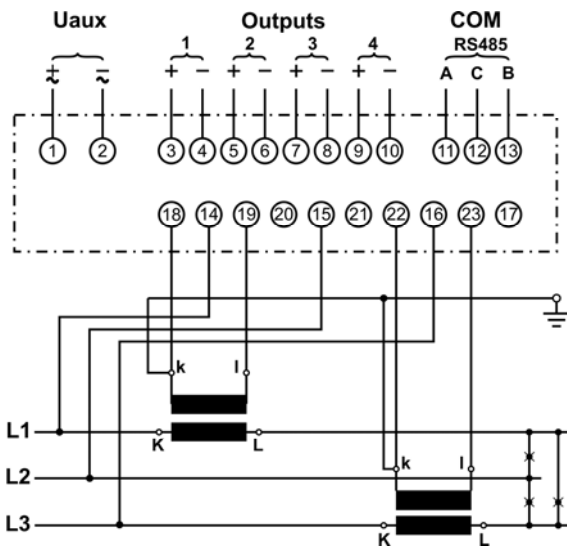 Uaux Outputs COM
1 2 3 4 RS485
+ − + − + − + − + − A C B
~ ~
1 2 3 4 5 6 7 8 9 10 11 12 13
18 14 19 20 15 21 22 16 23 17
k l
L1
K L
k l
L2
L3
K L